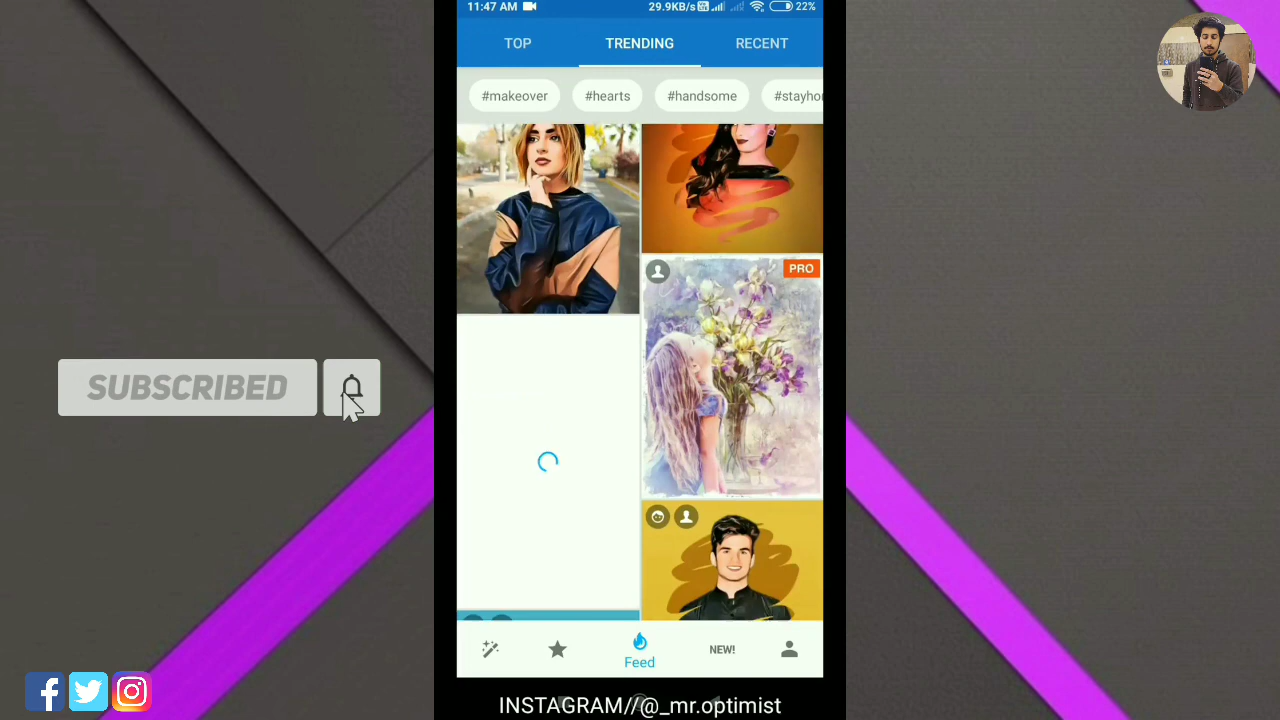 11:47 AM 29.9KB/s 22%
TOP TRENDING RECENT
#makeover #hearts #handsome #stayhor
PRO
SUBSCRIBED
NEW!
Feed
INSTAGRAM//@_mr.optimist